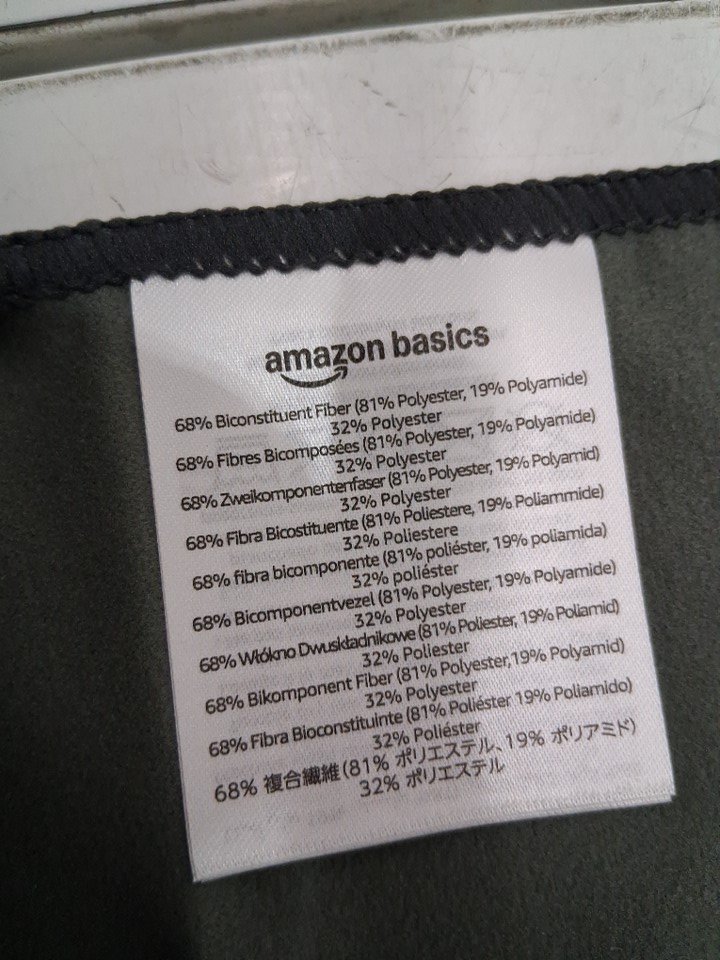 amazon basics
68% Biconstituent Fiber (81% Polyester, 19% Polyamide)
32% Polyester
68% Fibres Bicomposées (81% Polyester, 19% Polyamide)
32% Polyester
68% Zweikomponentenfaser (81% Polyester, 19% Polyamid)
32% Polyester
68% Fibra Bicostituente (81% Poliestere, 19% Poliammide)
32% Poliestere
68% fibra bicomponente (81% poliéster, 19% poliamida)
32% poliéster
68% Bicomponentvezel (81% Polyester, 19% Polyamide)
32% Polyester
68% Włókno Dwuskładnikowe (81% Poliester, 19% Poliamid)
32% Poliester
68% Bikomponent Fiber (81% Polyester,19% Polyamid)
32% Polyester
68% Fibra Bioconstituinte (81% Poliéster 19% Poliamido)
32% Poliéster
68% 複合繊維 (81% ポリエステル、19% ポリアミド)
32% ポリエステル